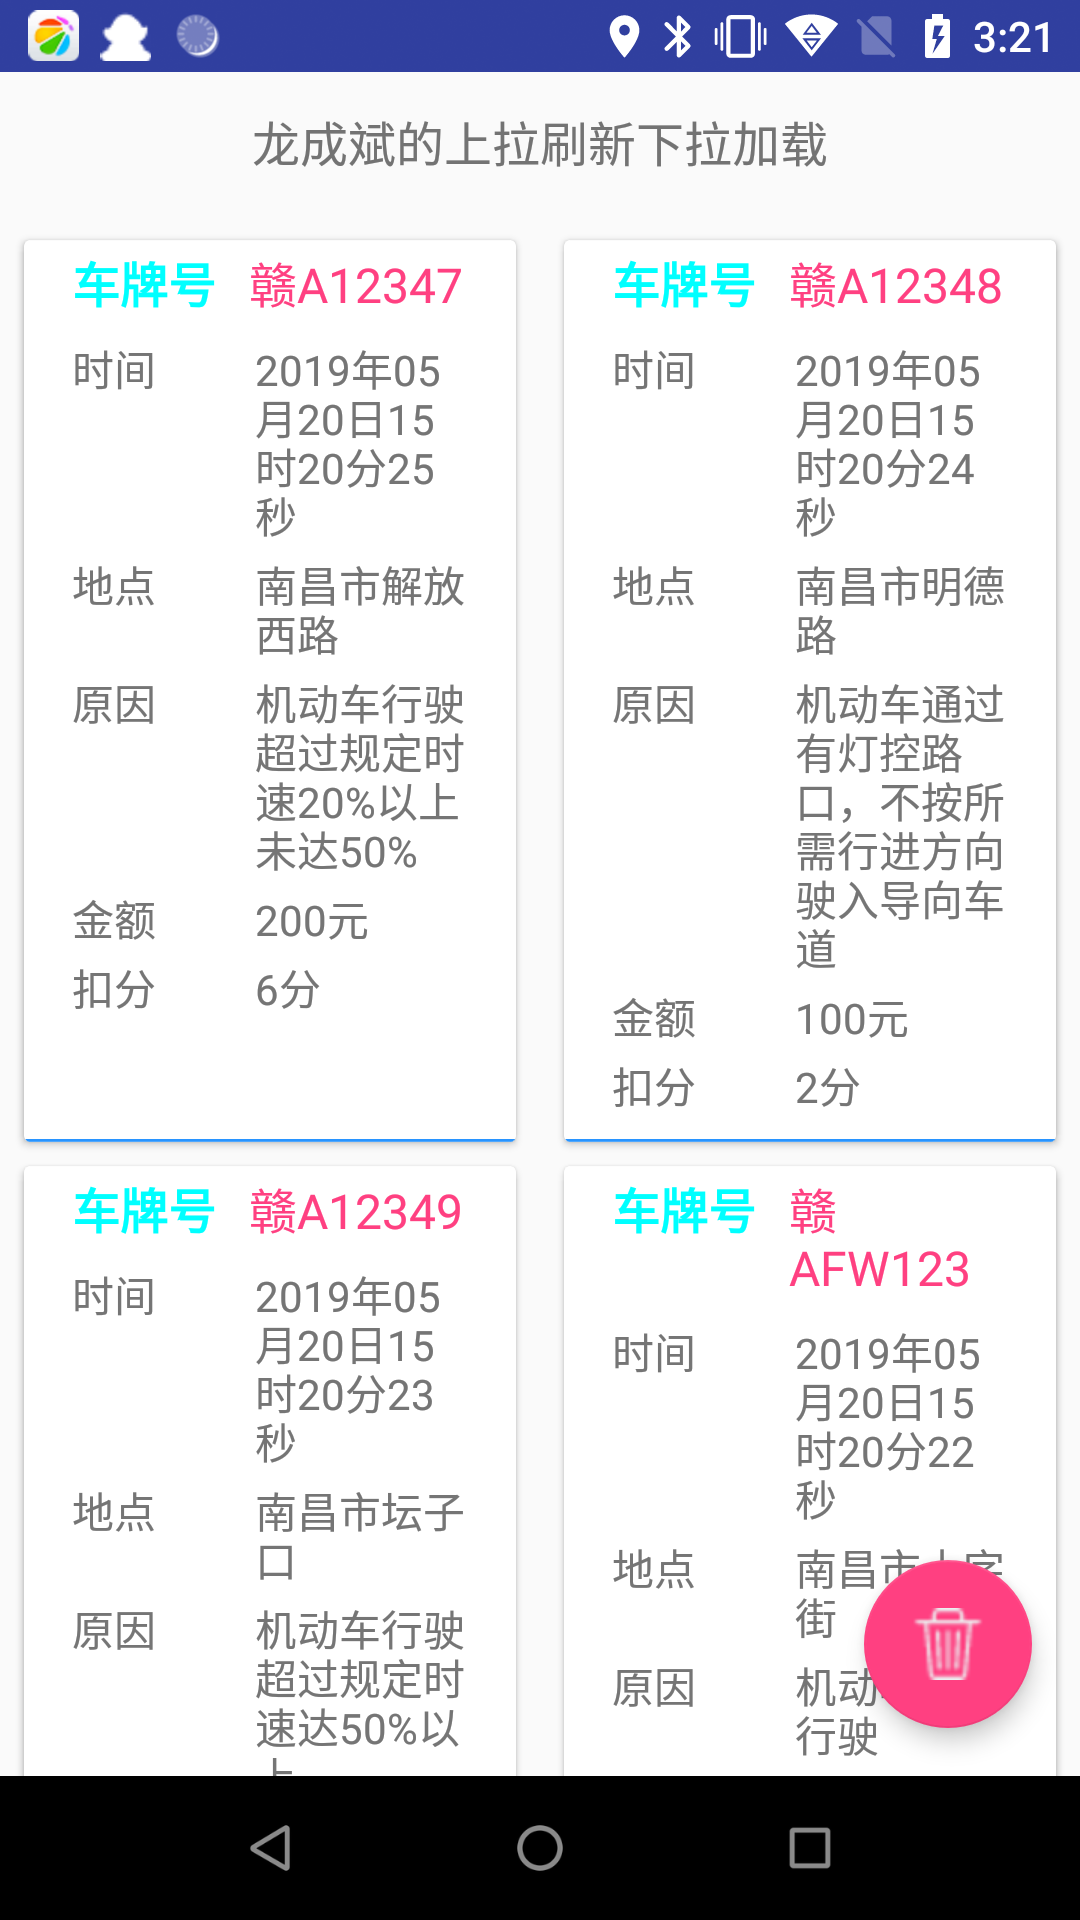 3:21
龙成斌的上拉刷新下拉加载
车牌号 赣A12347
时间 2019年05
月20日15
时20分25
秒
地点 南昌市解放
西路
原因 机动车行驶
超过规定时
速20%以上
未达50%
金额 200元
扣分 6分
车牌号 赣A12348
时间 2019年05
月20日15
时20分24
秒
地点 南昌市明德
路
原因 机动车通过
有灯控路
口，不按所
需行进方向
驶入导向车
道
金额 100元
扣分 2分
车牌号 赣A12349
时间 2019年05
月20日15
时20分23
秒
地点 南昌市坛子
口
原因 机动车行驶
超过规定时
速达50%以
车牌号 赣
AFW123
时间 2019年05
月20日15
时20分22
秒
地点 南昌市
街
原因 机动
行驶